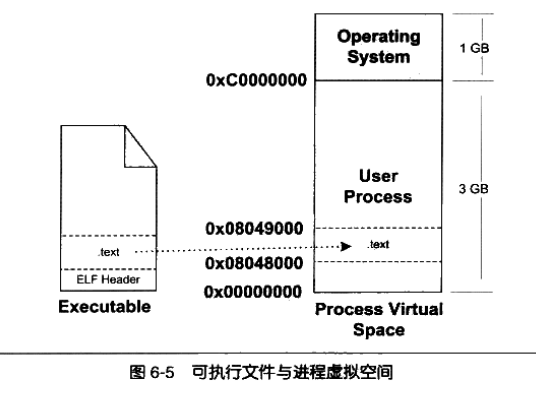 Operating
System
1 GB
0xC0000000
User
Process
3 GB
0x08049000
.text
.text
0x08048000
ELF Header
0x00000000
Executable
Process Virtual
Space
图 6-5 可执行文件与进程虚拟空间